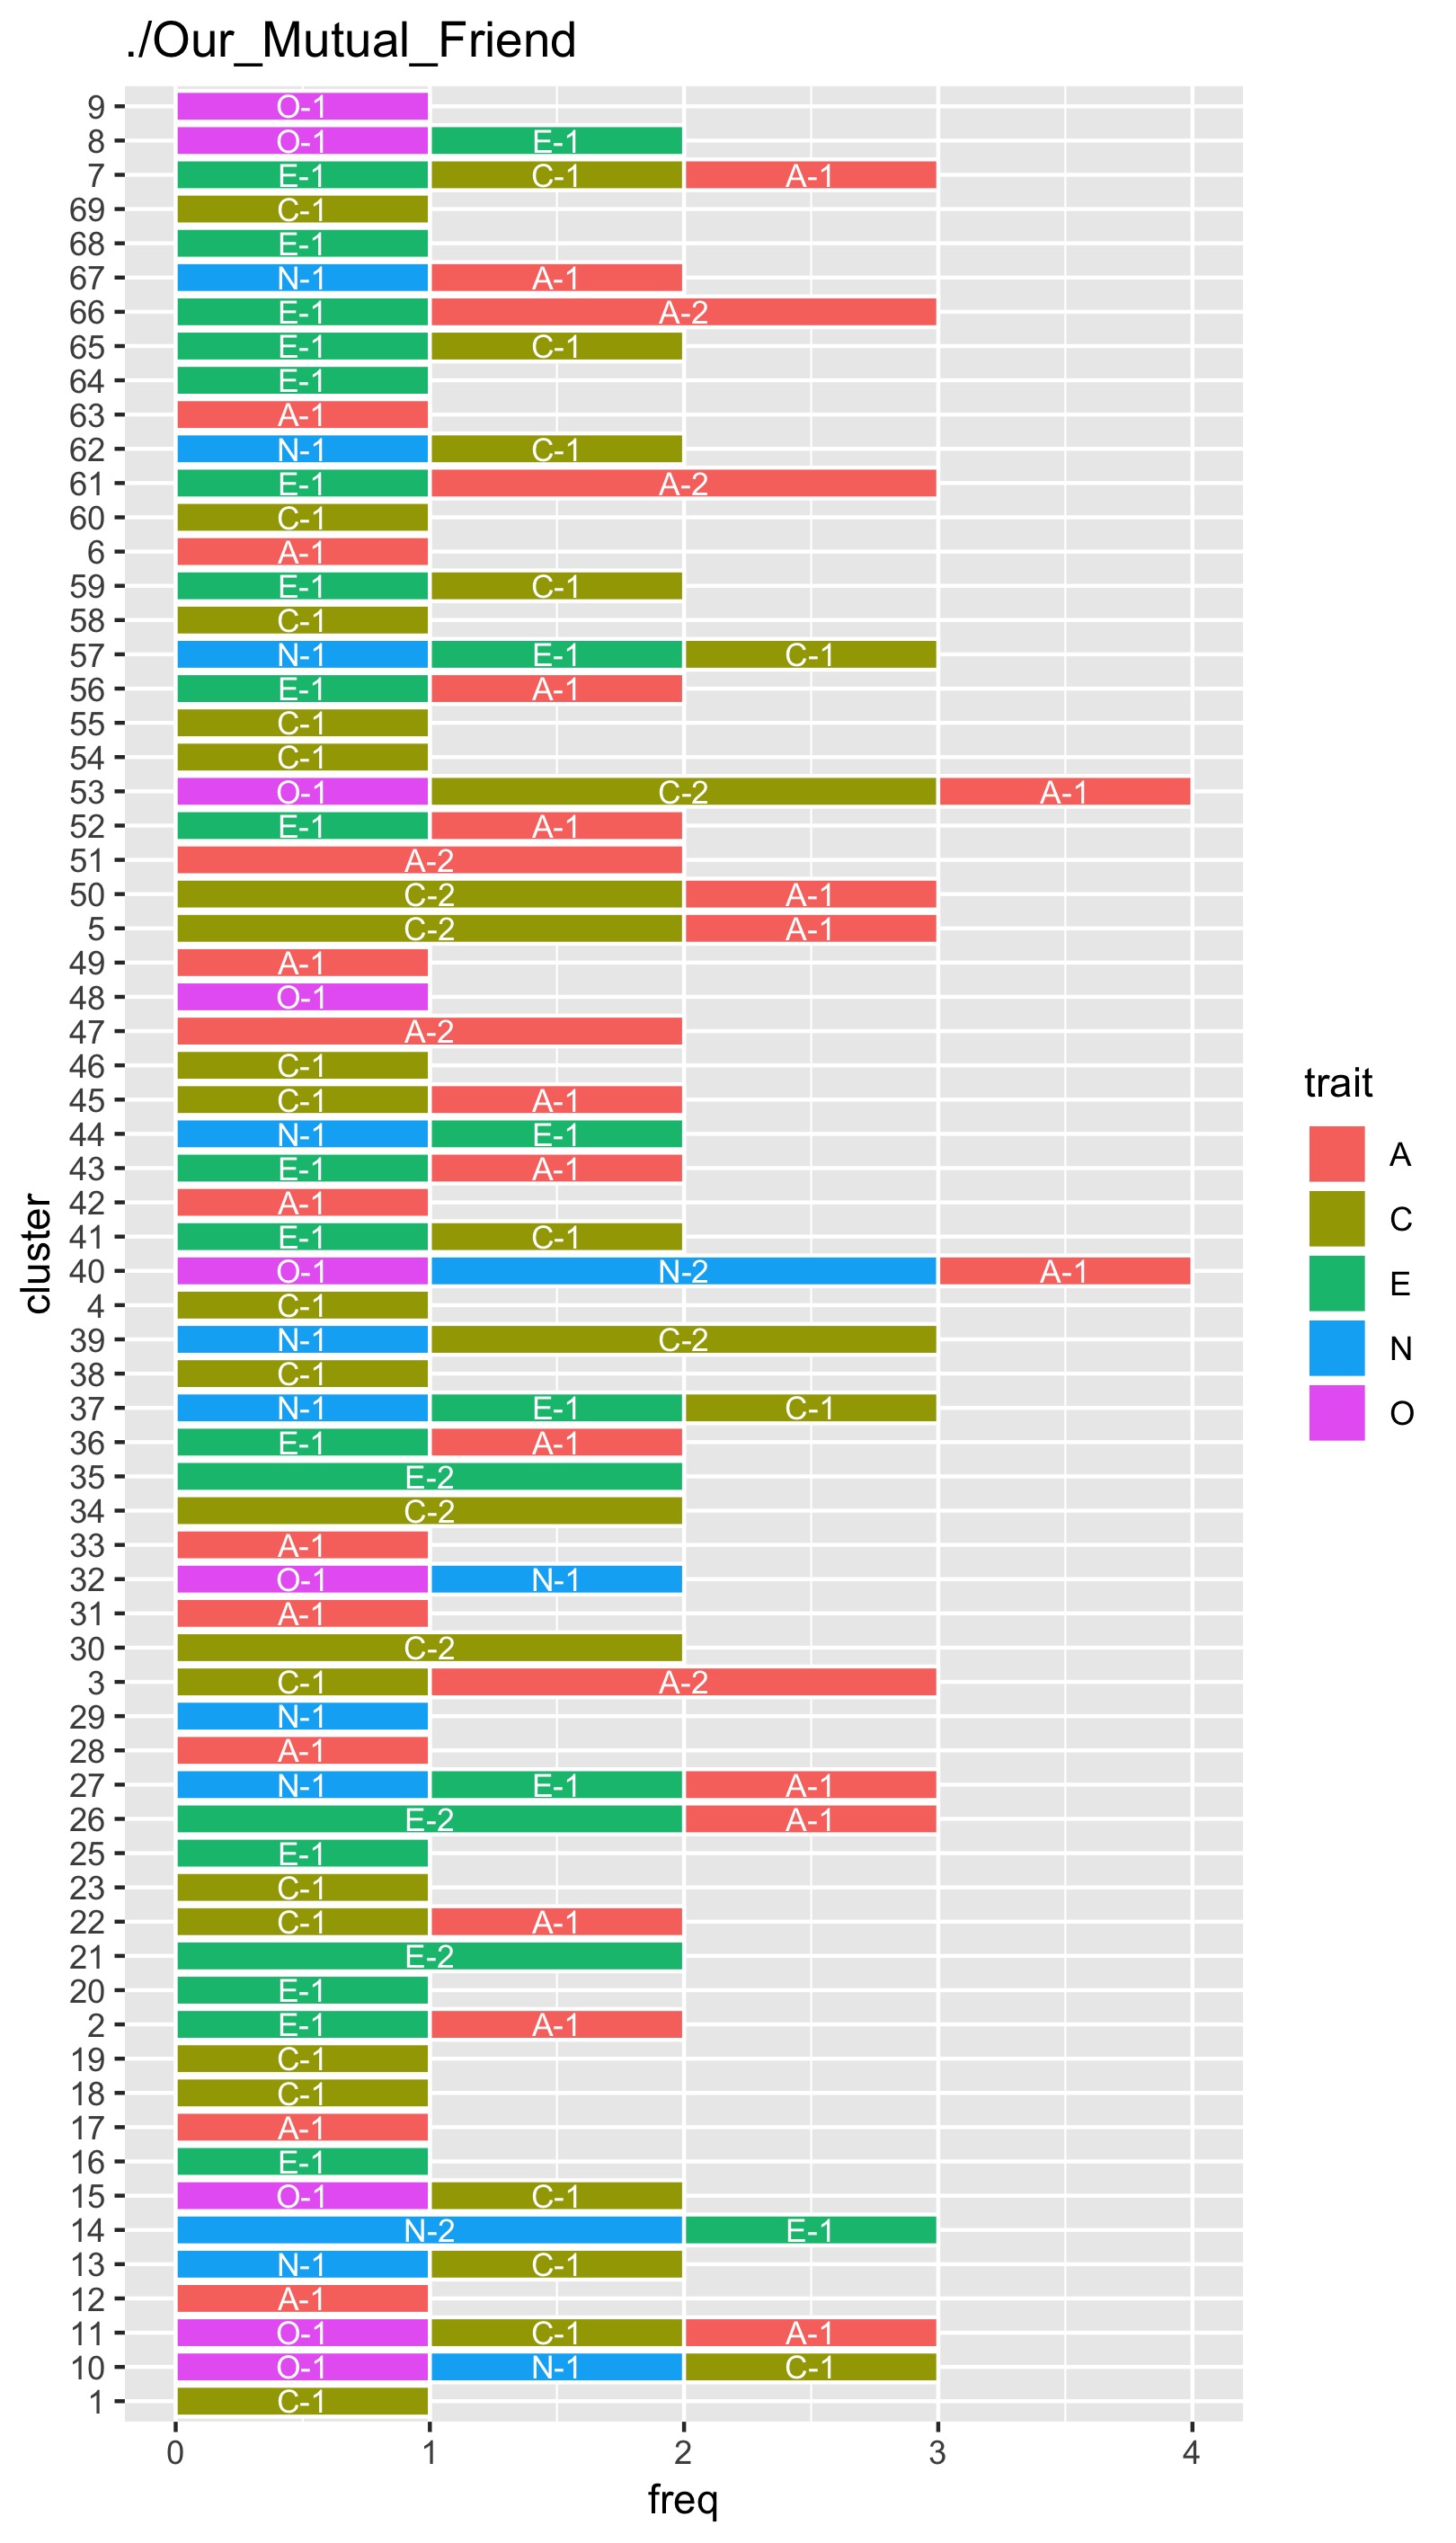 ./Our_Mutual_Friend
9 O-1
8 O-1 E-1
7 E-1 C-1 A-1
69 C-1
68 E-1
67 N-1 A-1
66 E-1 A-2
65 E-1 C-1
64 E-1
63 A-1
62 N-1 C-1
61 E-1 A-2
60 C-1
6 A-1
59 E-1 C-1
58 C-1
57 N-1 E-1 C-1
56 E-1 A-1
55 C-1
54 C-1
53 O-1 C-2 A-1
52 E-1 A-1
51 A-2
50 C-2 A-1
5 C-2 A-1
49 A-1
48 O-1
47 A-2
46 C-1
45 C-1 A-1
44 N-1 E-1
43 E-1 A-1
42 A-1
41 E-1 C-1
40 O-1 N-2 A-1
4 C-1
39 N-1 C-2
38 C-1
37 N-1 E-1 C-1
36 E-1 A-1
35 E-2
34 C-2
33 A-1
32 O-1 N-1
31 A-1
30 C-2
3 C-1 A-2
29 N-1
28 A-1
27 N-1 E-1 A-1
26 E-2 A-1
25 E-1
23 C-1
22 C-1 A-1
21 E-2
20 E-1
2 E-1 A-1
19 C-1
18 C-1
17 A-1
16 E-1
15 O-1 C-1
14 N-2 E-1
13 N-1 C-1
12 A-1
11 O-1 C-1 A-1
10 O-1 N-1 C-1
1 C-1
0 1 2 3 4
freq
cluster
trait
A
C
E
N
O